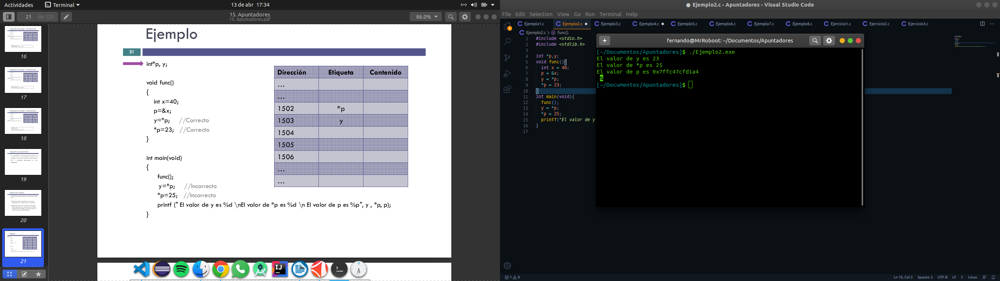 Actividades
Terminal
13 de abr 17:34
21
de 125
15. Apuntadores
15. Apuntadores.pdf
86.0%
16
17
18
19
20
21
Ejemplo
21
int*p, y;
void func()
{
int x=40;
p=&x;
y=*p; //Correcto
*p=23; //Correcto
}
int main(void)
{
func();
y=*p; //Incorrecto
*p=25; //Incorrecto
printf (" El valor de y es %d \nEl valor de *p es %d \n El valor de p es %p", y , *p, p);
}
Dirección Etiqueta Contenido
...
...
1502 *p
1503 y
1504
1505
1506
...
...
IJ
12
● Ejemplo2.c - Apuntadores - Visual Studio Code
File Edit Selection View Go Run Terminal Help
2
C Ejemplo1.c C Ejemplo2.c ● C Ejemplo3.c C Ejemplo4.c ● C Ejemplo5.c C Ejemplo6.c C Ejemplo7.c C Ejemplo8.c C Ejercicio1.c C Ejercicio2.c C Ejercicio3.c
C Ejemplo2.c > func()
1 #include <stdio.h>
2 #include <stdlib.h>
3
4 int *p,y;
5 void func(){
6 int x = 40;
7 p = &x;
8 y = *p;
9 *p = 23;
10 }
11 int main(void){
12 func();
13 y = *p;
14 *p = 25;
15 printf("El valor de y
16 }
17
fernando@MrRoboot: ~/Documentos/Apuntadores
[~/Documentos/Apuntadores]$ ./Ejemplo2.exe
El valor de y es 23
El valor de *p es 25
El valor de p es 0x7ffc47cfd1a4
%
[~/Documentos/Apuntadores]$
1 0
Ln 10, Col 2 Spaces: 2 UTF-8 LF C Linux